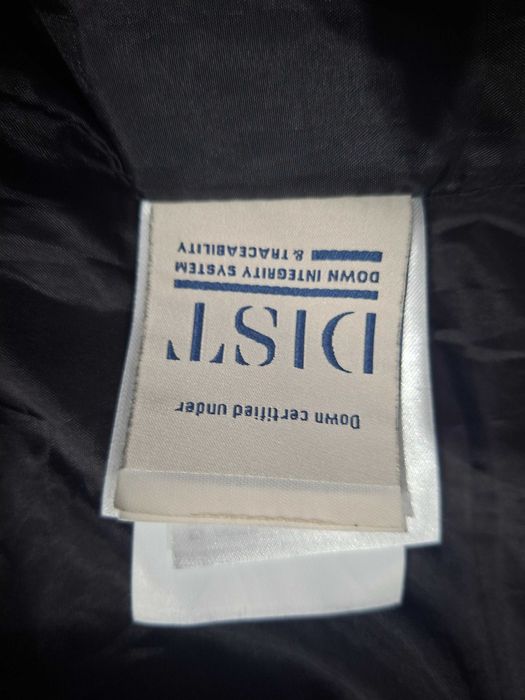 Down certified under
DIST
DOWN INTEGRITY SYSTEM
& TRACEABILITY